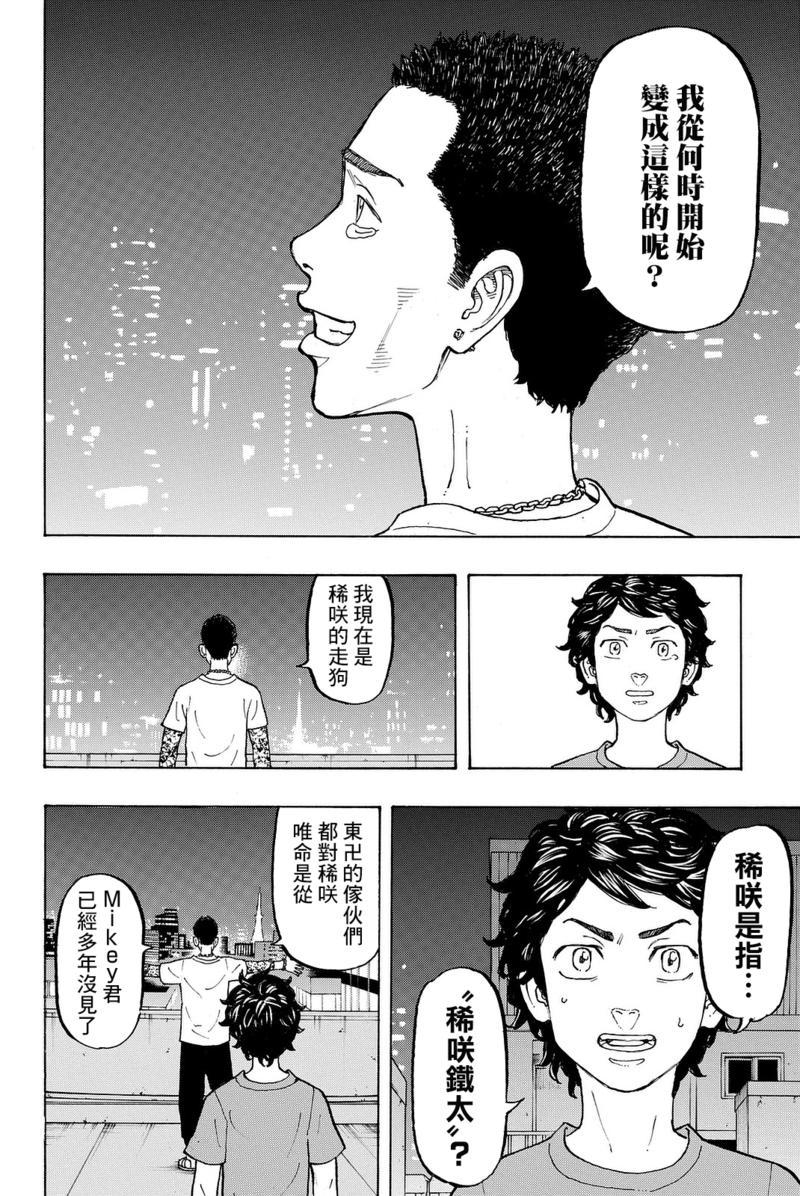 我從何時開始
變成這樣的呢？
我現在是
稀咲的走狗
稀咲是指…
“稀咲鐵太”？
東卍的傢伙們
都對稀咲
唯命是從
Mikey君
已經多年沒見了